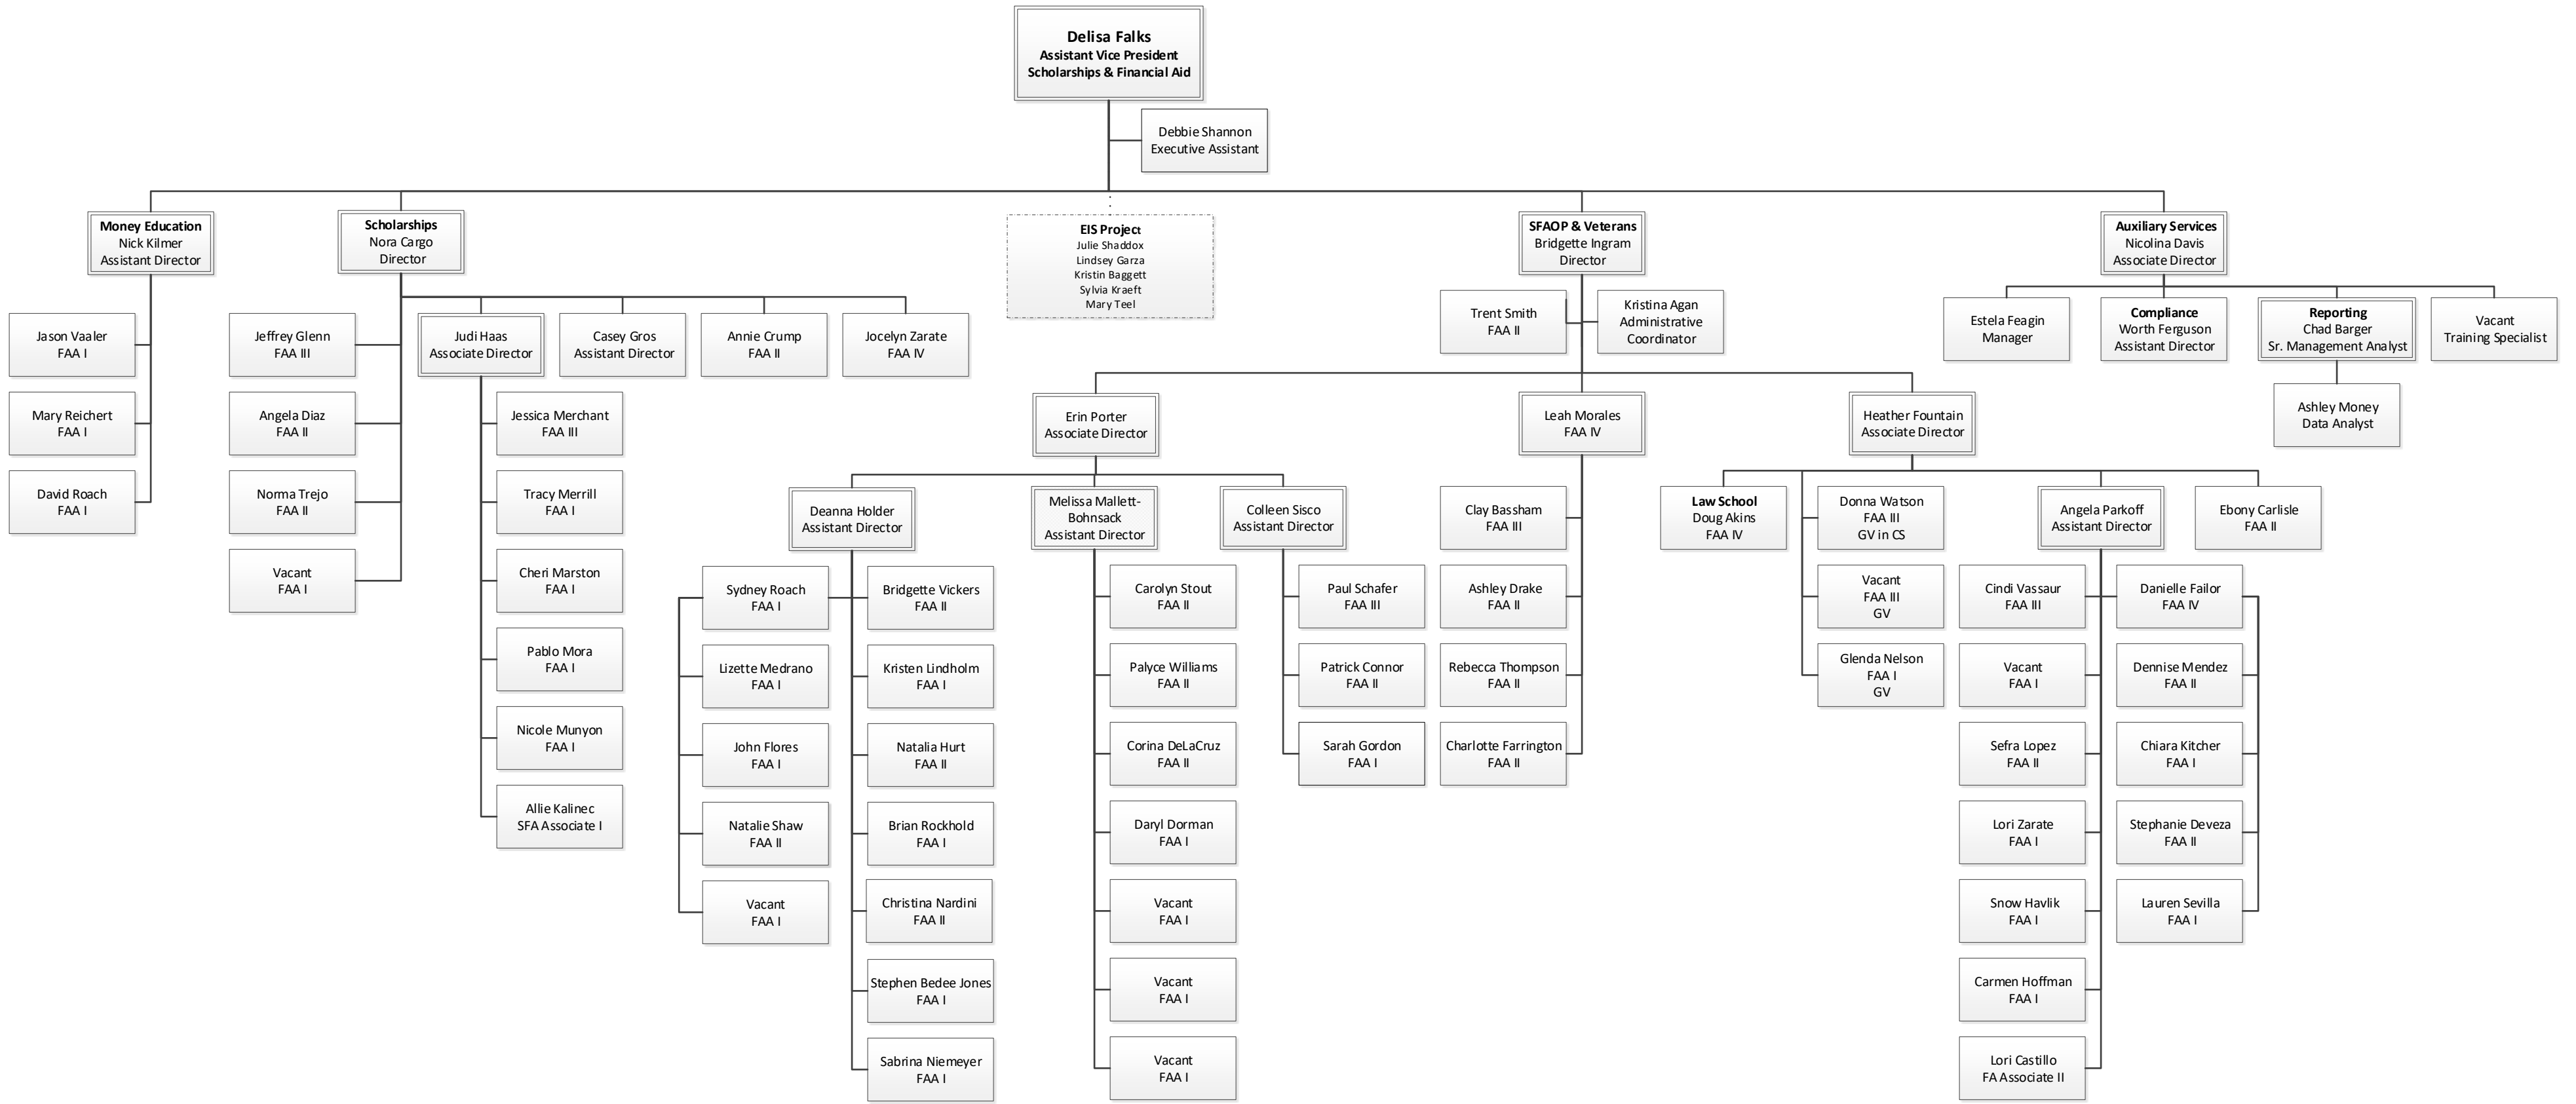 Delisa Falks
Assistant Vice President
Scholarships & Financial Aid
Debbie Shannon
Executive Assistant
Money Education
Nick Kilmer
Assistant Director
Jason Vaaler
FAA I
Mary Reichert
FAA I
David Roach
FAA I
Scholarships
Nora Cargo
Director
Jeffrey Glenn
FAA III
Angela Diaz
FAA II
Norma Trejo
FAA II
Vacant
FAA I
Judi Haas
Associate Director
Jessica Merchant
FAA III
Tracy Merrill
FAA I
Cheri Marston
FAA I
Pablo Mora
FAA I
Nicole Munyon
FAA I
Allie Kalinec
SFA Associate I
Casey Gros
Assistant Director
Annie Crump
FAA II
Jocelyn Zarate
FAA IV
EIS Project
Julie Shaddox
Lindsey Garza
Kristin Baggett
Sylvia Kraeft
Mary Teel
SFAOP & Veterans
Bridgette Ingram
Director
Trent Smith
FAA II
Kristina Agan
Administrative
Coordinator
Erin Porter
Associate Director
Deanna Holder
Assistant Director
Sydney Roach
FAA I
Lizette Medrano
FAA I
John Flores
FAA I
Natalie Shaw
FAA II
Vacant
FAA I
Bridgette Vickers
FAA II
Kristen Lindholm
FAA I
Natalia Hurt
FAA II
Brian Rockhold
FAA I
Christina Nardini
FAA II
Stephen Bedee Jones
FAA I
Sabrina Niemeyer
FAA I
Melissa Mallett-
Bohnsack
Assistant Director
Carolyn Stout
FAA II
Palyce Williams
FAA II
Corina DeLaCruz
FAA II
Daryl Dorman
FAA I
Vacant
FAA I
Vacant
FAA I
Vacant
FAA I
Colleen Sisco
Assistant Director
Paul Schafer
FAA III
Patrick Connor
FAA II
Sarah Gordon
FAA I
Leah Morales
FAA IV
Clay Bassham
FAA III
Ashley Drake
FAA II
Rebecca Thompson
FAA II
Charlotte Farrington
FAA II
Heather Fountain
Associate Director
Law School
Doug Akins
FAA IV
Donna Watson
FAA III
GV in CS
Vacant
FAA III
GV
Glenda Nelson
FAA I
GV
Angela Parkoff
Assistant Director
Cindi Vassaur
FAA III
Vacant
FAA I
Sefra Lopez
FAA II
Lori Zarate
FAA I
Snow Havlik
FAA I
Carmen Hoffman
FAA I
Lori Castillo
FA Associate II
Danielle Failor
FAA IV
Dennise Mendez
FAA II
Chiara Kitcher
FAA I
Stephanie Deveza
FAA II
Lauren Sevilla
FAA I
Ebony Carlisle
FAA II
Auxiliary Services
Nicolina Davis
Associate Director
Estela Feagin
Manager
Compliance
Worth Ferguson
Assistant Director
Reporting
Chad Barger
Sr. Management Analyst
Ashley Money
Data Analyst
Vacant
Training Specialist